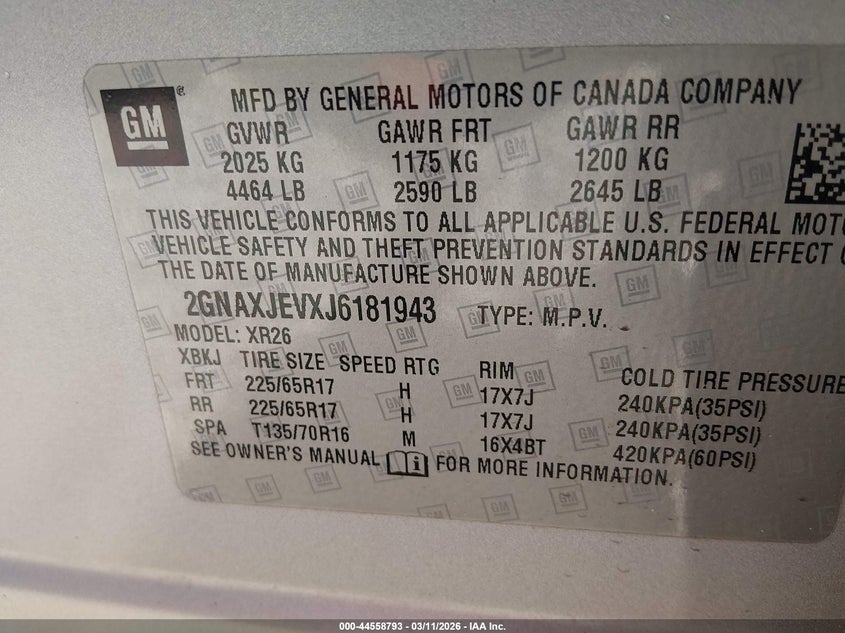 GM
MFD BY GENERAL MOTORS OF CANADA COMPANY
GVWR GAWR FRT GAWR RR
2025 KG 1175 KG 1200 KG
4464 LB 2590 LB 2645 LB
THIS VEHICLE CONFORMS TO ALL APPLICABLE U.S. FEDERAL
VEHICLE SAFETY AND THEFT PREVENTION STANDARDS IN EFFECT
THE DATE OF MANUFACTURE SHOWN ABOVE.
2GNAXJEVXJ6181943 TYPE: M.P.V.
MODEL: XR26
XBKJ TIRE SIZE SPEED RTG RIM COLD TIRE PRESSURE
FRT 225/65R17 H 17X7J 240KPA(35PSI)
RR 225/65R17 H 17X7J 240KPA(35PSI)
SPA T135/70R16 M 16X4BT 420KPA(60PSI)
SEE OWNER'S MANUAL FOR MORE INFORMATION.
000-44558793 - 03/11/2026 - IAA Inc.